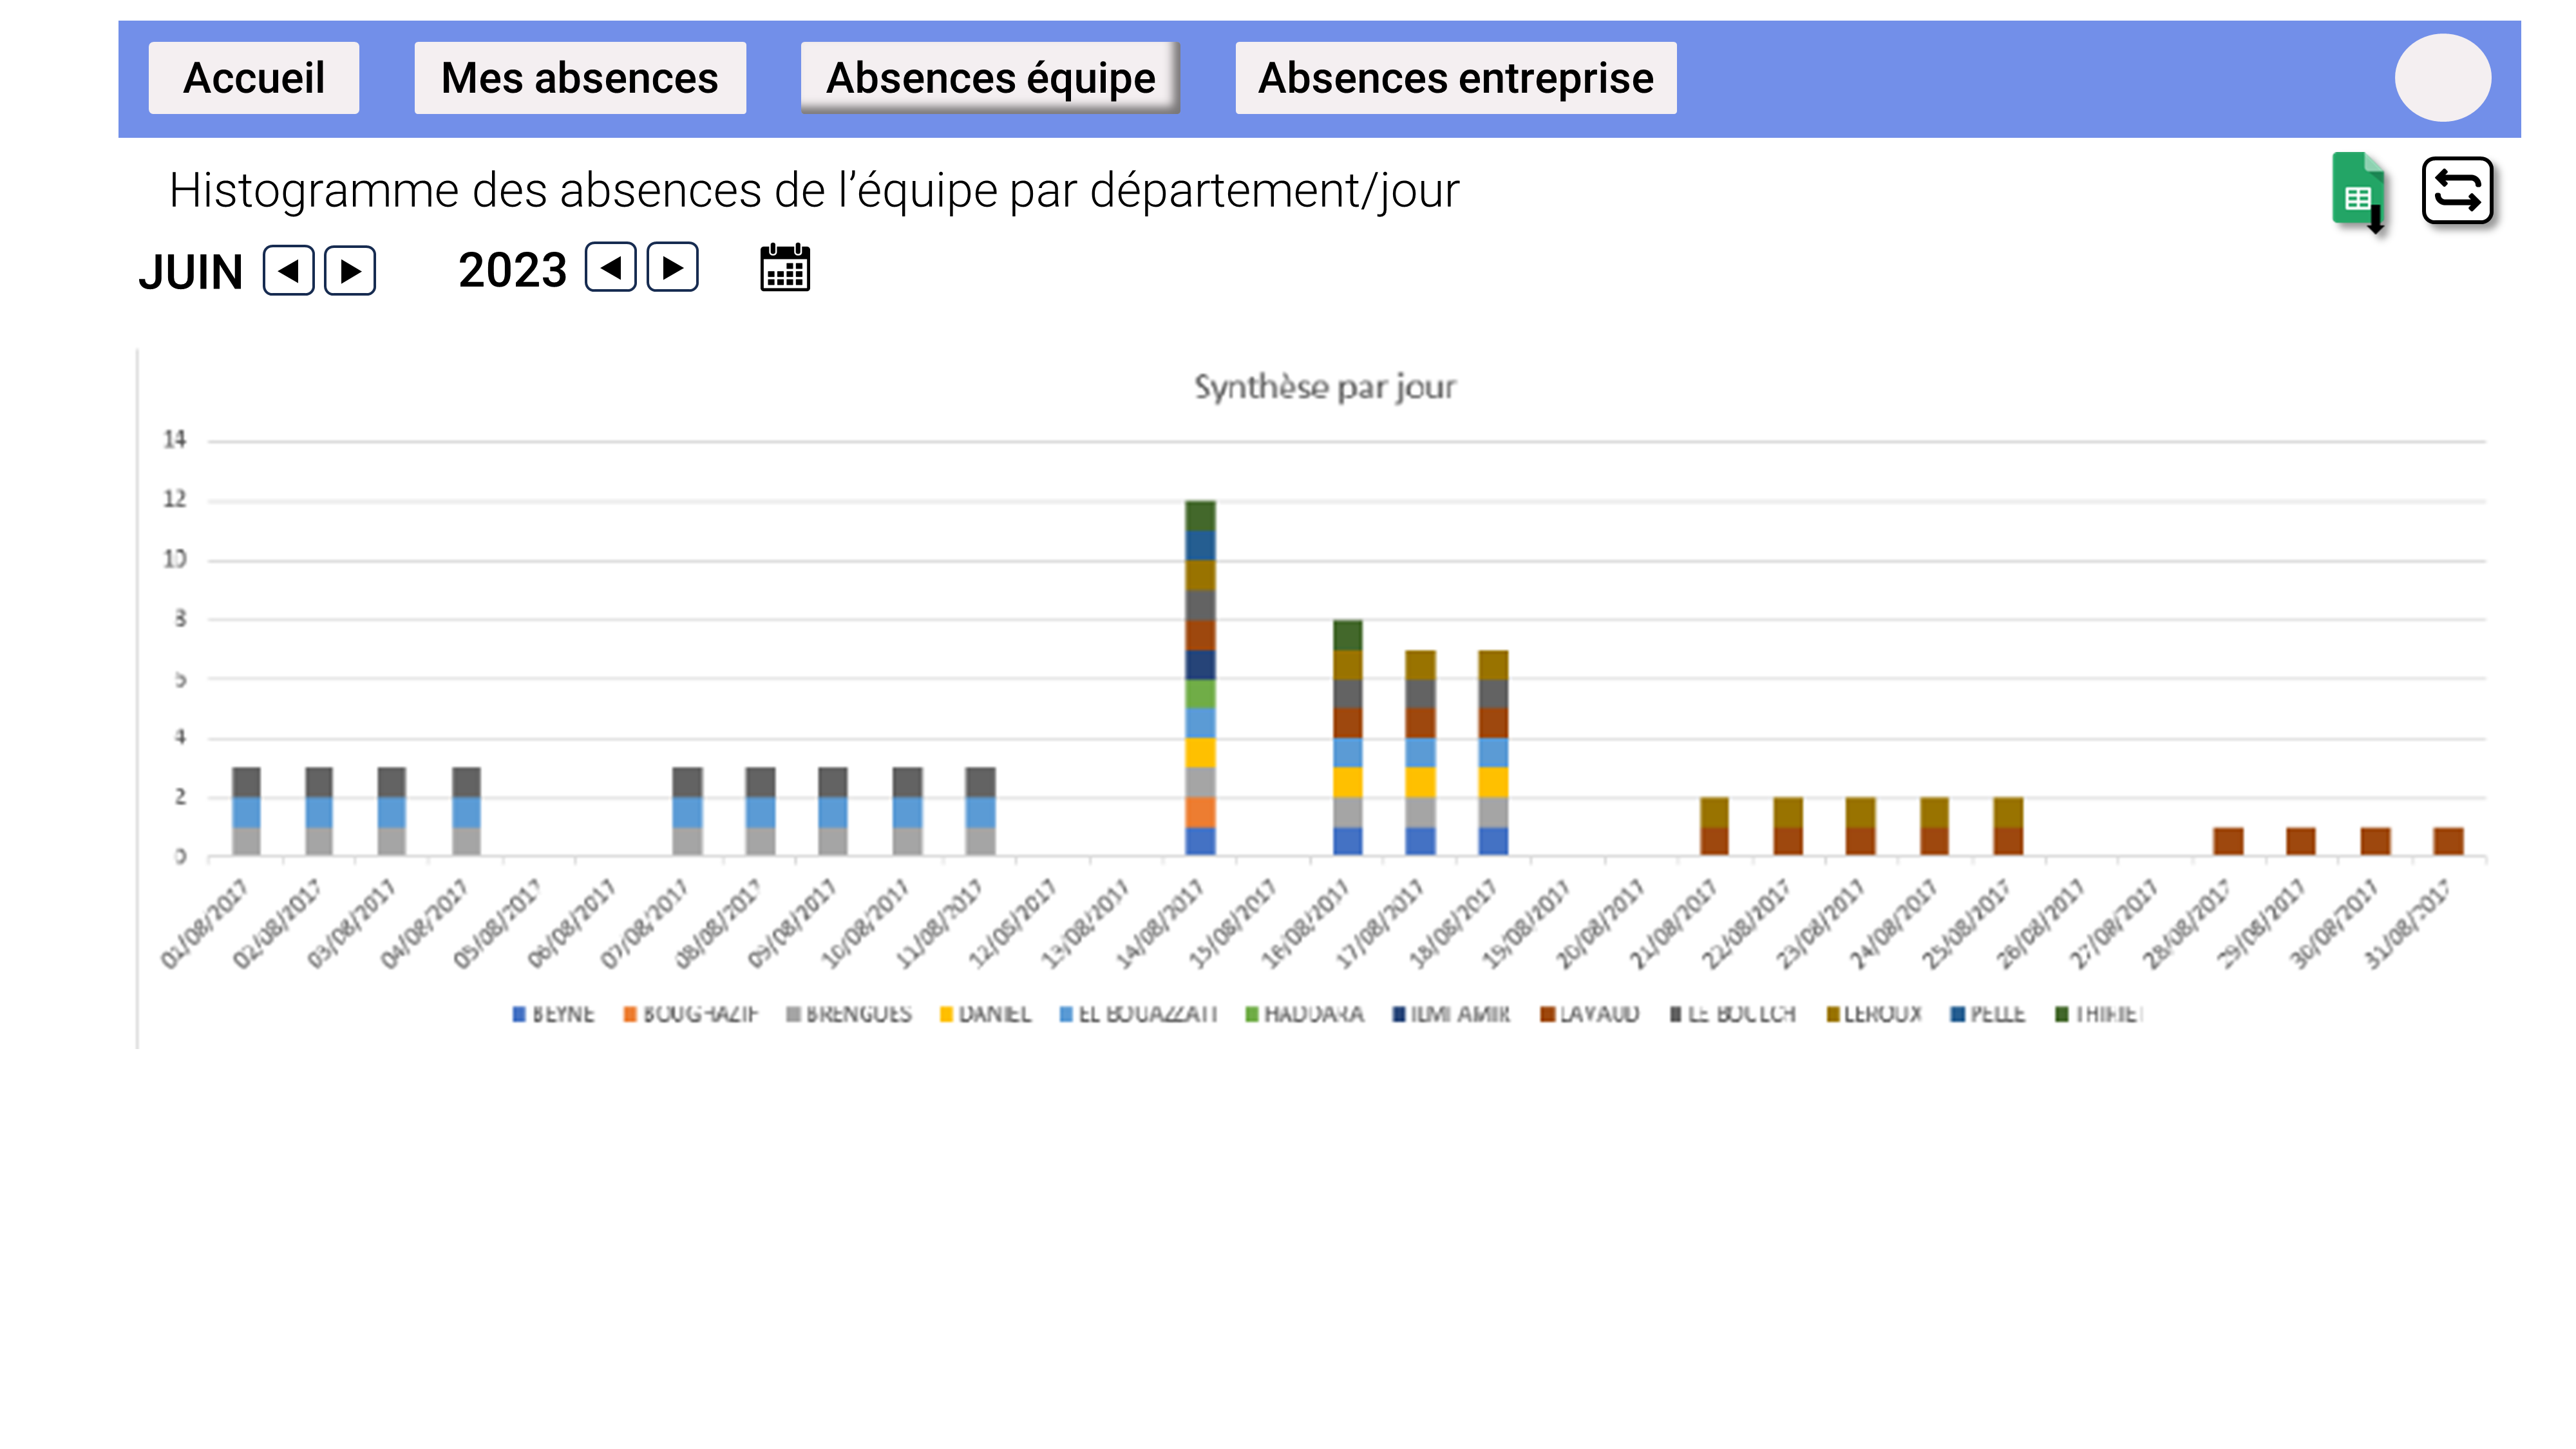 Accueil Mes absences Absences équipe Absences entreprise
Histogramme des absences de l’équipe par département/jour
JUIN 2023
Synthèse par jour
14
12
10
8
6
4
2
0
01/08/2017 02/08/2017 03/08/2017 04/08/2017 05/08/2017 06/08/2017 07/08/2017 08/08/2017 09/08/2017 10/08/2017 11/08/2017 12/08/2017 13/08/2017 14/08/2017 15/08/2017 16/08/2017 17/08/2017 18/08/2017 19/08/2017 20/08/2017 21/08/2017 22/08/2017 23/08/2017 24/08/2017 25/08/2017 26/08/2017 27/08/2017 28/08/2017 29/08/2017 30/08/2017 31/08/2017
BEYNE BOUGHAZIF BRENGUES DANIEL EL BOUAZZATI HADDARA ILMI AMIR LAVAUD LE BOULCH LEROUX PELLE